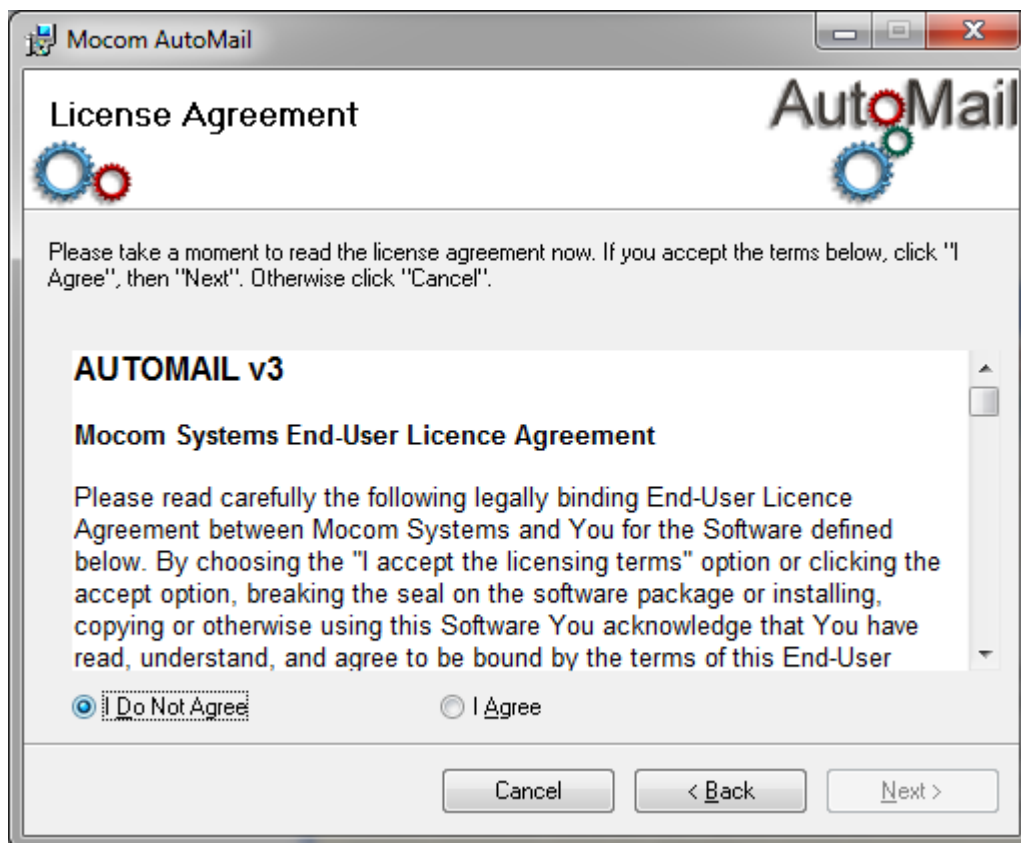 Mocom AutoMail
License Agreement
AutoMail
Please take a moment to read the license agreement now. If you accept the terms below, click "I
Agree", then "Next". Otherwise click "Cancel".
AUTOMAIL v3
Mocom Systems End-User Licence Agreement
Please read carefully the following legally binding End-User Licence
Agreement between Mocom Systems and You for the Software defined
below. By choosing the "I accept the licensing terms" option or clicking the
accept option, breaking the seal on the software package or installing,
copying or otherwise using this Software You acknowledge that You have
read, understand, and agree to be bound by the terms of this End-User
I Do Not Agree
I Agree
Cancel
< Back
Next >